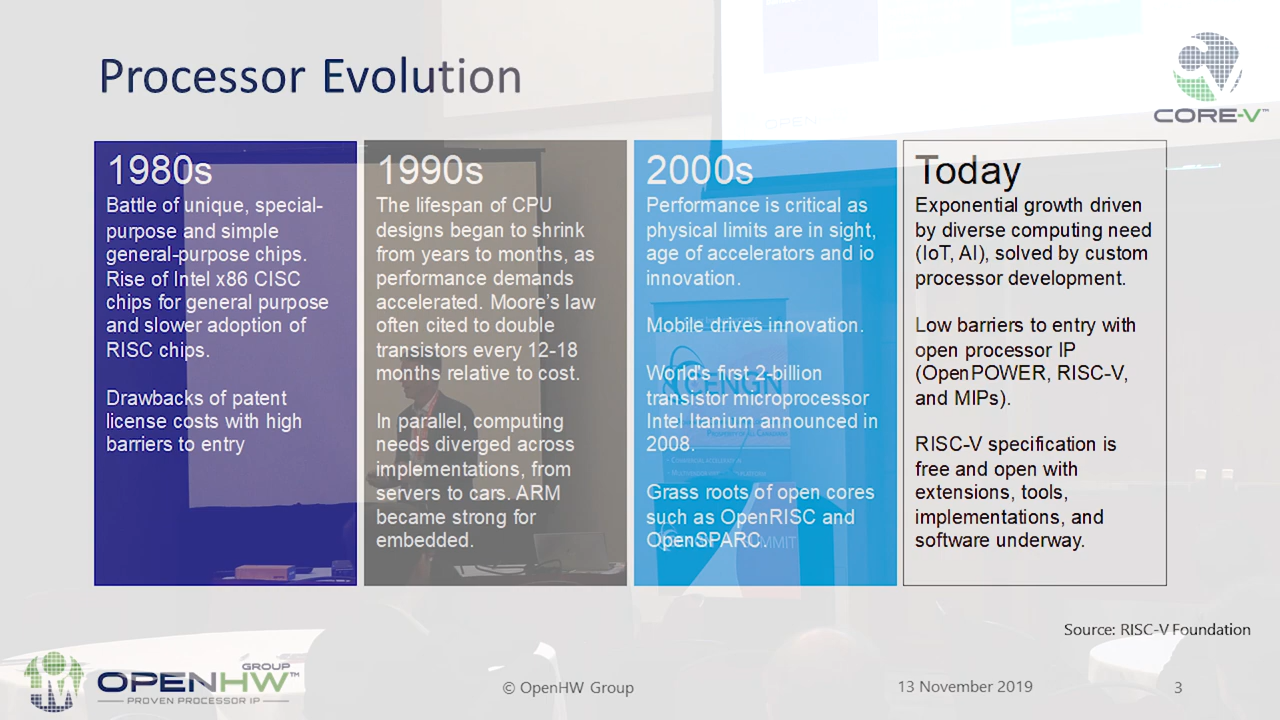 Processor Evolution
CORE-V™
1980s
Battle of unique, special-
purpose and simple
general-purpose chips.
Rise of Intel x86 CISC
chips for general purpose
and slower adoption of
RISC chips.
Drawbacks of patent
license costs with high
barriers to entry
1990s
The lifespan of CPU
designs began to shrink
from years to months, as
performance demands
accelerated. Moore's law
often cited to double
transistors every 12-18
months relative to cost.
In parallel, computing
needs diverged across
implementations, from
servers to cars. ARM
became strong for
embedded.
2000s
Performance is critical as
physical limits are in sight,
age of accelerators and io
innovation.
Mobile drives innovation.
World's first 2-billion
transistor microprocessor
Intel Itanium announced in
2008.
Grass roots of open cores
such as OpenRISC and
OpenSPARC.
CENGN
Today
Exponential growth driven
by diverse computing need
(IoT, AI), solved by custom
processor development.
Low barriers to entry with
open processor IP
(OpenPOWER, RISC-V,
and MIPs).
RISC-V specification is
free and open with
extensions, tools,
implementations, and
software underway.
Source: RISC-V Foundation
GROUP
OPENHW™
PROVEN PROCESSOR IP
© OpenHW Group
13 November 2019
3